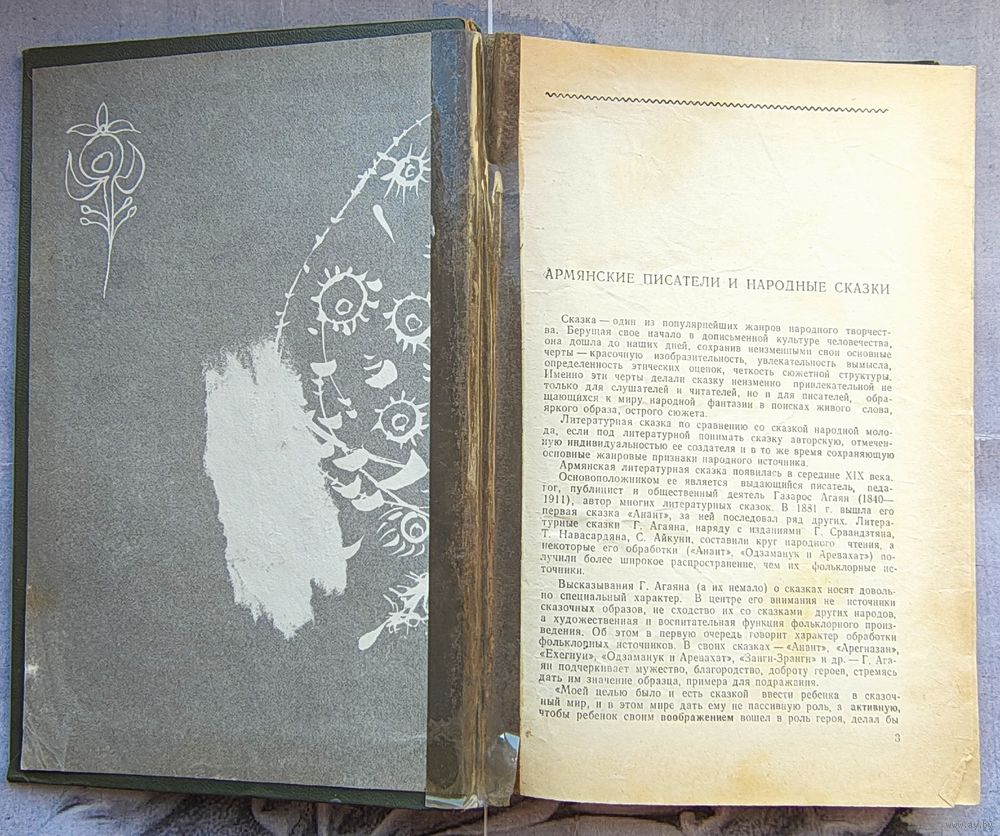 АРМЯНСКИЕ ПИСАТЕЛИ И НАРОДНЫЕ СКАЗКИ
Сказка — один из популярнейших жанров народного творчест-
ва. Берущая свое начало в дописьменной культуре человечества,
она дошла до наших дней, сохранив неизменными свои основные
черты — красочную изобразительность, увлекательность вымысла,
определенность этических оценок, четкость сюжетной структуры.
Именно эти черты делали сказку неизменно привлекательной не
только для слушателей и читателей, но и для писателей, обра-
щающихся к миру народной фантазии в поисках живого слова,
яркого образа, острого сюжета.
Литературная сказка по сравнению со сказкой народной моло-
да, если под литературной понимать сказку авторскую, отмечен-
ную индивидуальностью ее создателя и в то же время сохраняющую
основные жанровые признаки народного источника.
Армянская литературная сказка появилась в середине XIX века.
Основоположником ее является выдающийся писатель, педа-
гог, публицист и общественный деятель Газарос Агаян (1840—
1911), автор многих литературных сказок. В 1881 г. вышла его
первая сказка «Анаит», за ней последовал ряд других. Литера-
турные сказки Г. Агаяна, наряду с изданиями Г. Срвандзтяна,
Т. Навасардяна, С. Айкуни, составили круг народного чтения, а
некоторые его обработки («Анаит», «Одзаманук и Аревахат») по-
лучили более широкое распространение, чем их фольклорные ис-
точники.
Высказывания Г. Агаяна (а их немало) о сказках носят доволь-
но специальный характер. В центре его внимания не источники
сказочных образов, не сходство их со сказками других народов,
а художественная и воспитательная функция фольклорного произ-
ведения. Об этом в первую очередь говорит характер обработки
фольклорных источников. В своих сказках — «Анаит», «Арегназан»,
«Ехегнуи», «Одзаманук и Аревахат», «Занги-Зранги» и др. — Г. Ага-
ян подчеркивает мужество, благородство, доброту героев, стремясь
дать им значение образца, примера для подражания.
«Моей целью было и есть сказкой ввести ребенка в сказоч-
ный мир, и в этом мире дать ему не пассивную роль, а активную,
чтобы ребенок своим воображением вошел в роль героя, делал бы
3
www.ay.by